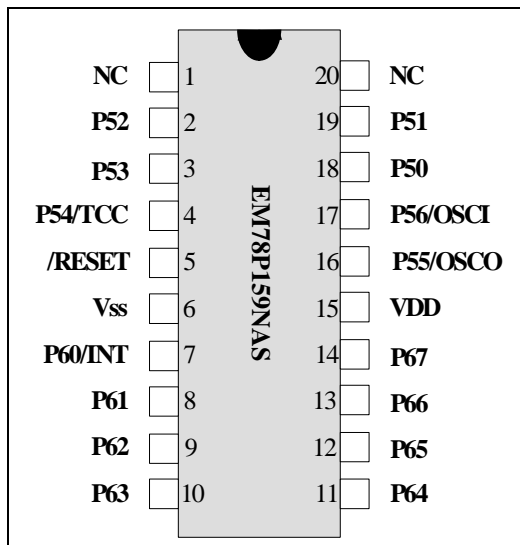 NC 1 20 NC
P52 2 19 P51
P53 3 18 P50
P54/TCC 4 17 P56/OSCI
/RESET 5 16 P55/OSCO
Vss 6 15 VDD
P60/INT 7 14 P67
P61 8 13 P66
P62 9 12 P65
P63 10 11 P64
EM78P159NAS